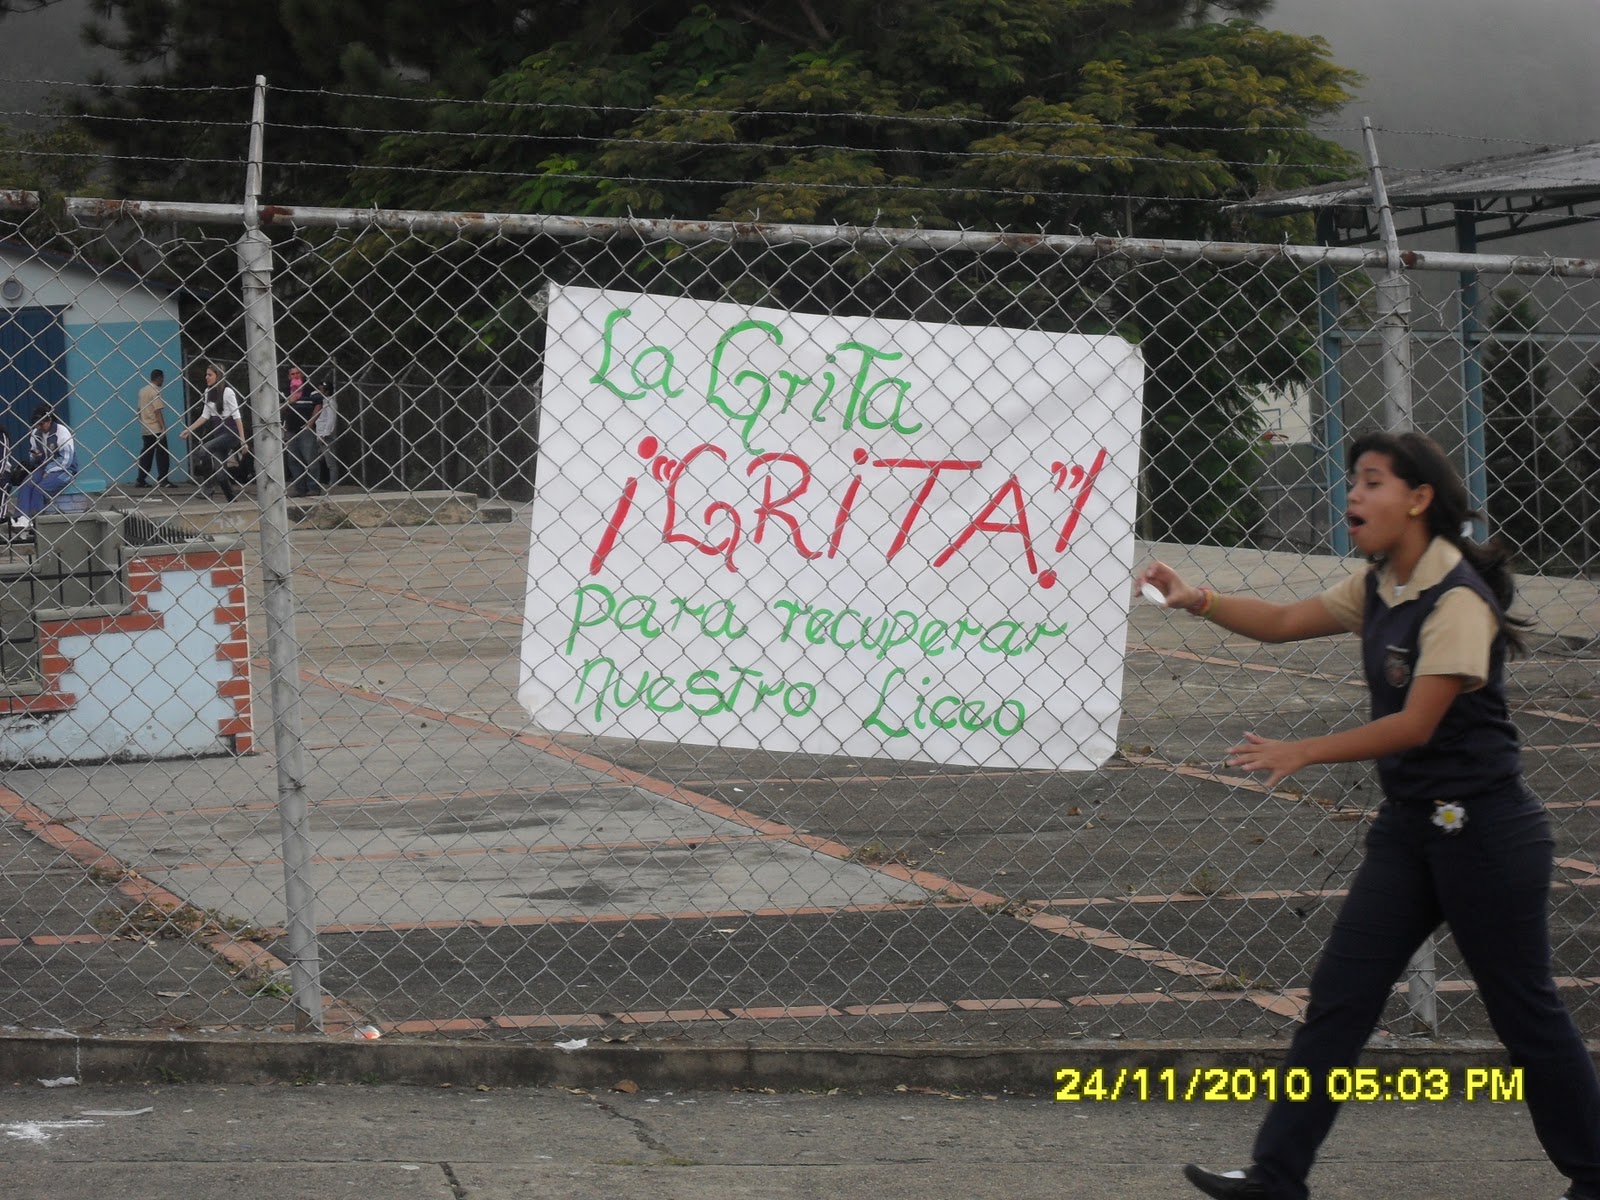 La Grita
¡"GRiTA"!
para recuperar
nuestro Liceo
24/11/2010 05:03 PM